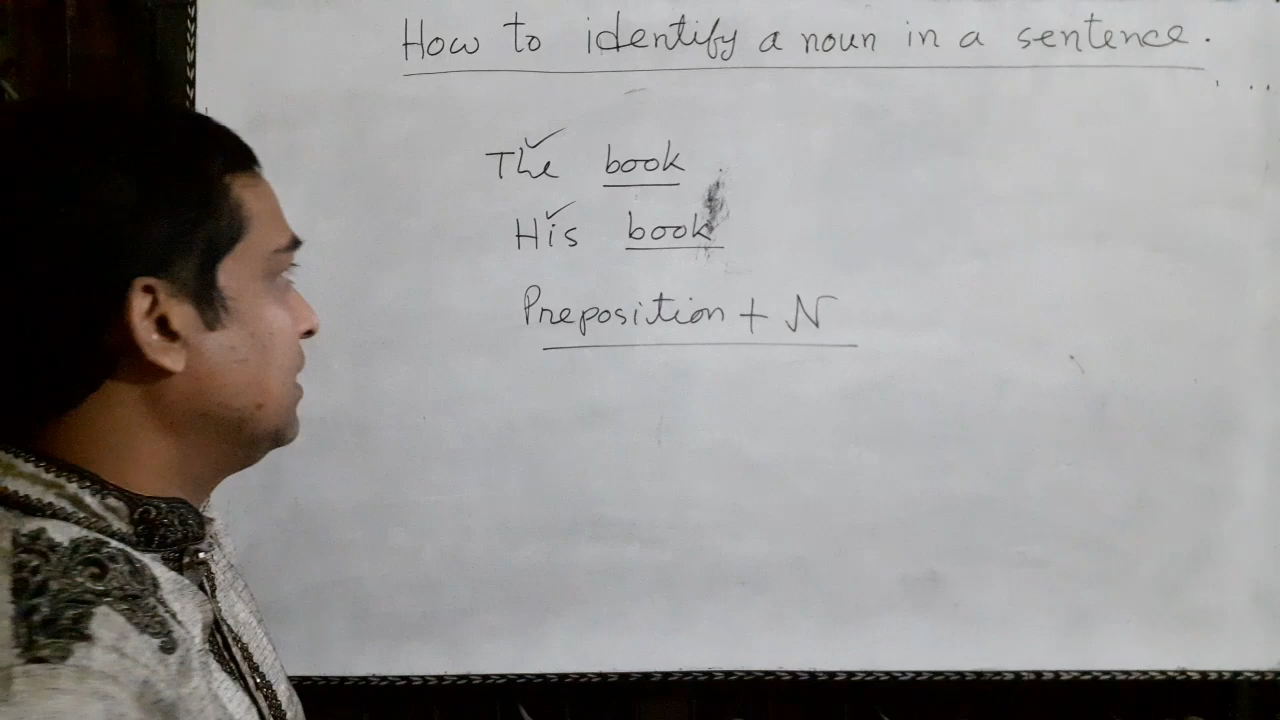 How to identify a noun in a sentence.
The book
His book
Preposition + N